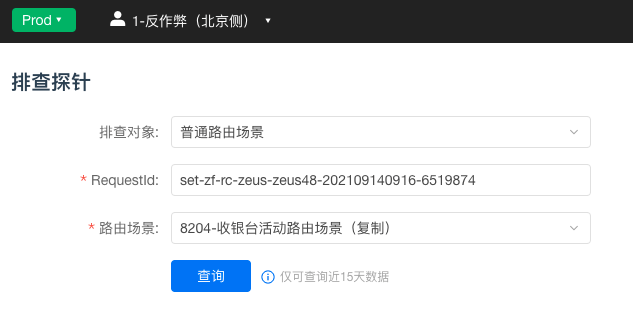 Prod
1-反作弊（北京侧）
排查探针
排查对象: 普通路由场景
* RequestId: set-zf-rc-zeus-zeus48-202109140916-6519874
* 路由场景: 8204-收银台活动路由场景（复制）
查询 仅可查询近15天数据